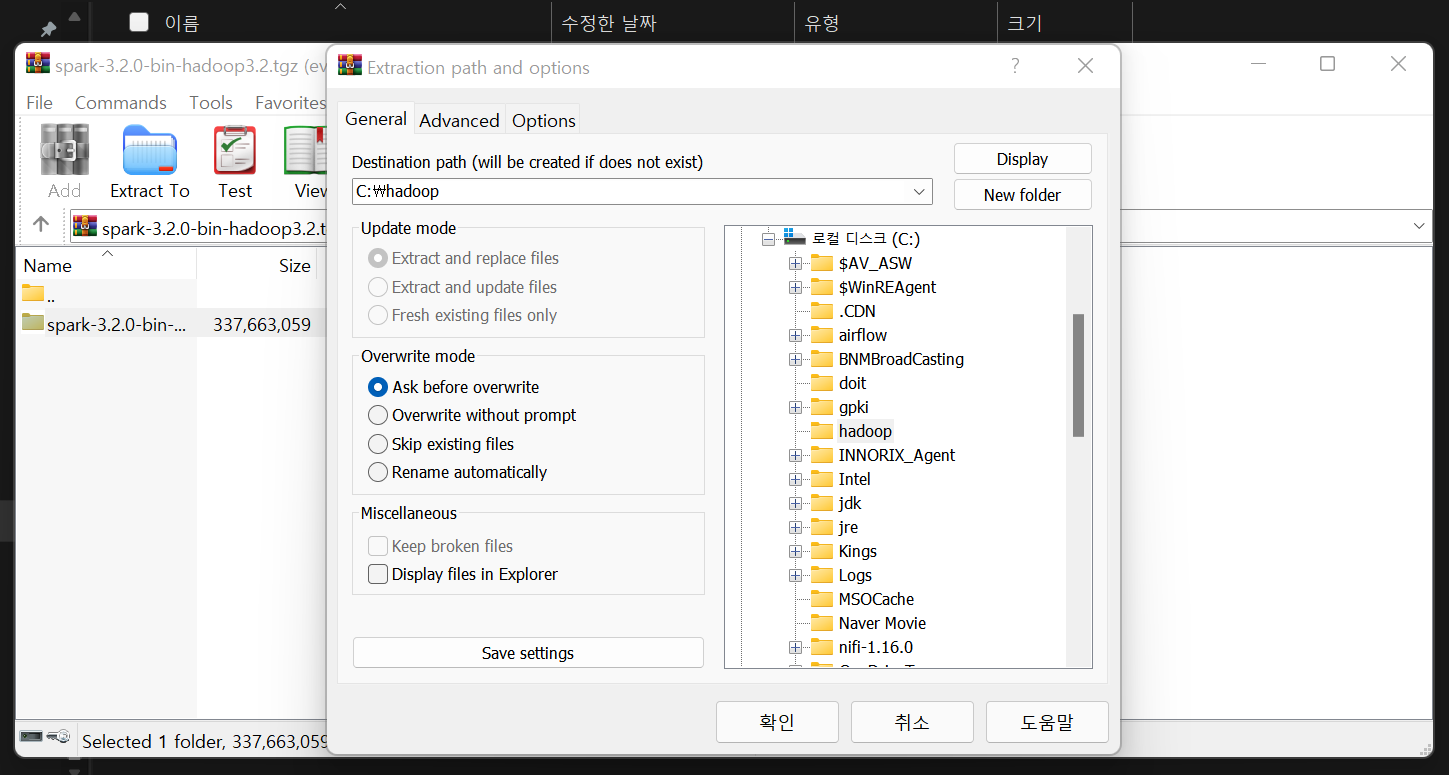 이름 수정한 날짜 유형 크기
spark-3.2.0-bin-hadoop3.2.tgz (ev
Extraction path and options ?
File Commands Tools Favorites
General Advanced Options
Add Extract To Test View
Destination path (will be created if does not exist)
Display
C:₩hadoop
New folder
spark-3.2.0-bin-hadoop3.2.t
Name Size
..
spark-3.2.0-bin-... 337,663,059
Update mode
Extract and replace files
Extract and update files
Fresh existing files only
Overwrite mode
Ask before overwrite
Overwrite without prompt
Skip existing files
Rename automatically
Miscellaneous
Keep broken files
Display files in Explorer
Save settings
로컬 디스크 (C:)
$AV_ASW
$WinREAgent
.CDN
airflow
BNMBroadCasting
doit
gpki
hadoop
INNORIX_Agent
Intel
jdk
jre
Kings
Logs
MSOCache
Naver Movie
nifi-1.16.0
확인 취소 도움말
Selected 1 folder, 337,663,059